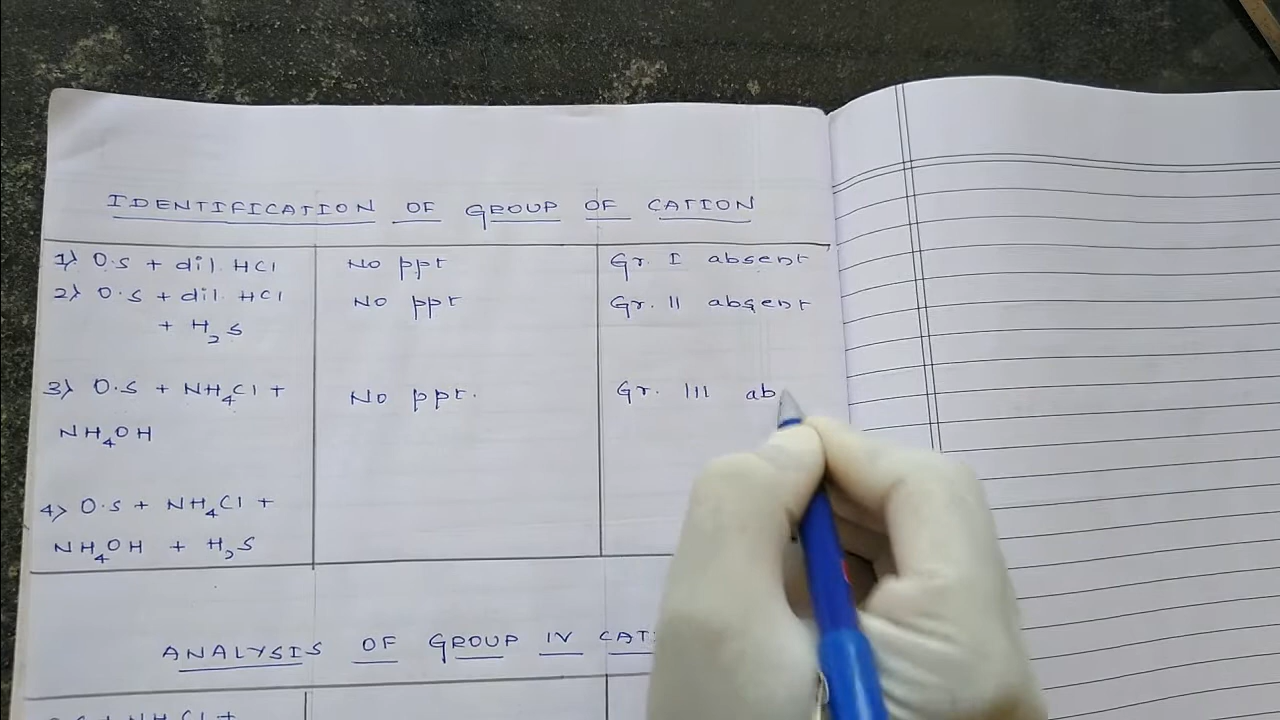 IDENTIFICATION OF GROUP OF CATION
1) O.S + dil. HCl No ppt Gr. I absent
2) O.S + dil. HCl No ppt Gr. II absent
+ H2S
3) O.S + NH4Cl + No ppt. Gr. III ab
NH4OH
4) O.S + NH4Cl +
NH4OH + H2S
ANALYSIS OF GROUP IV CAT